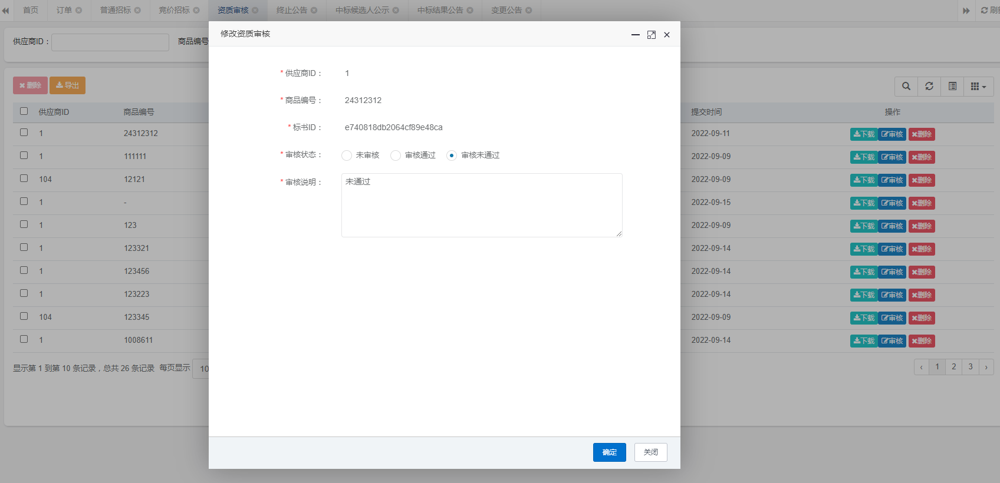 首页 订单 普通招标 竞价招标 资质审核 终止公告 中标候选人公示 中标结果公告 变更公告
供应商ID： 商品编号
修改资质审核
* 供应商ID： 1
* 商品编号： 24312312
* 标书ID： e740818db2064cf89e48ca
* 审核状态： 未审核 审核通过 审核未通过
* 审核说明： 未通过
确定 关闭
删除 导出
供应商ID 商品编号 提交时间 操作
1 24312312 2022-09-11 下载 审核 删除
1 111111 2022-09-09 下载 审核 删除
104 12121 2022-09-09 下载 审核 删除
1 - 2022-09-15 下载 审核 删除
1 123 2022-09-09 下载 审核 删除
1 123321 2022-09-14 下载 审核 删除
1 123456 2022-09-14 下载 审核 删除
1 123223 2022-09-14 下载 审核 删除
104 123345 2022-09-09 下载 审核 删除
1 1008611 2022-09-14 下载 审核 删除
显示第 1 到第 10 条记录，总共 26 条记录 每页显示 10
‹ 1 2 3 ›